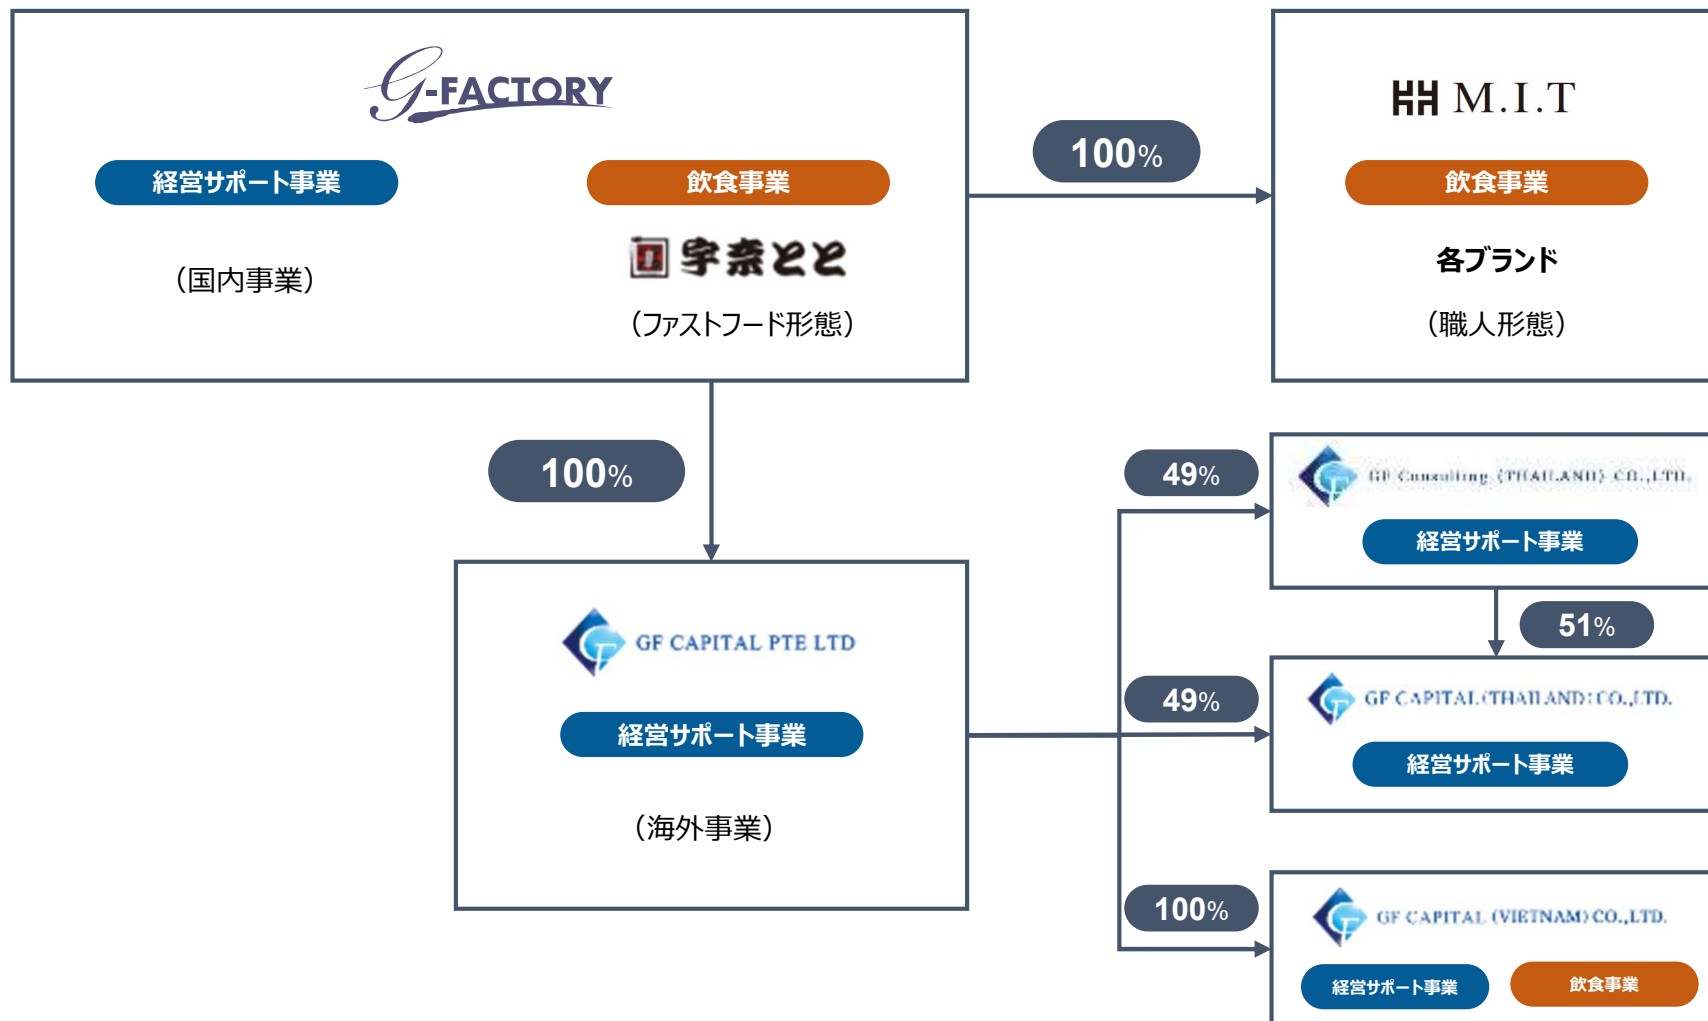 G-FACTORY
経営サポート事業
飲食事業
(国内事業)
宇奈とと
(ファストフード形態)
100%
M.I.T
飲食事業
各ブランド
(職人形態)
100%
GF CAPITAL PTE LTD
経営サポート事業
(海外事業)
49%
GF Consulting (THAILAND) CO.,LTD.
経営サポート事業
51%
49%
GF CAPITAL (THAILAND) CO.,LTD.
経営サポート事業
100%
GF CAPITAL (VIETNAM) CO.,LTD.
経営サポート事業
飲食事業